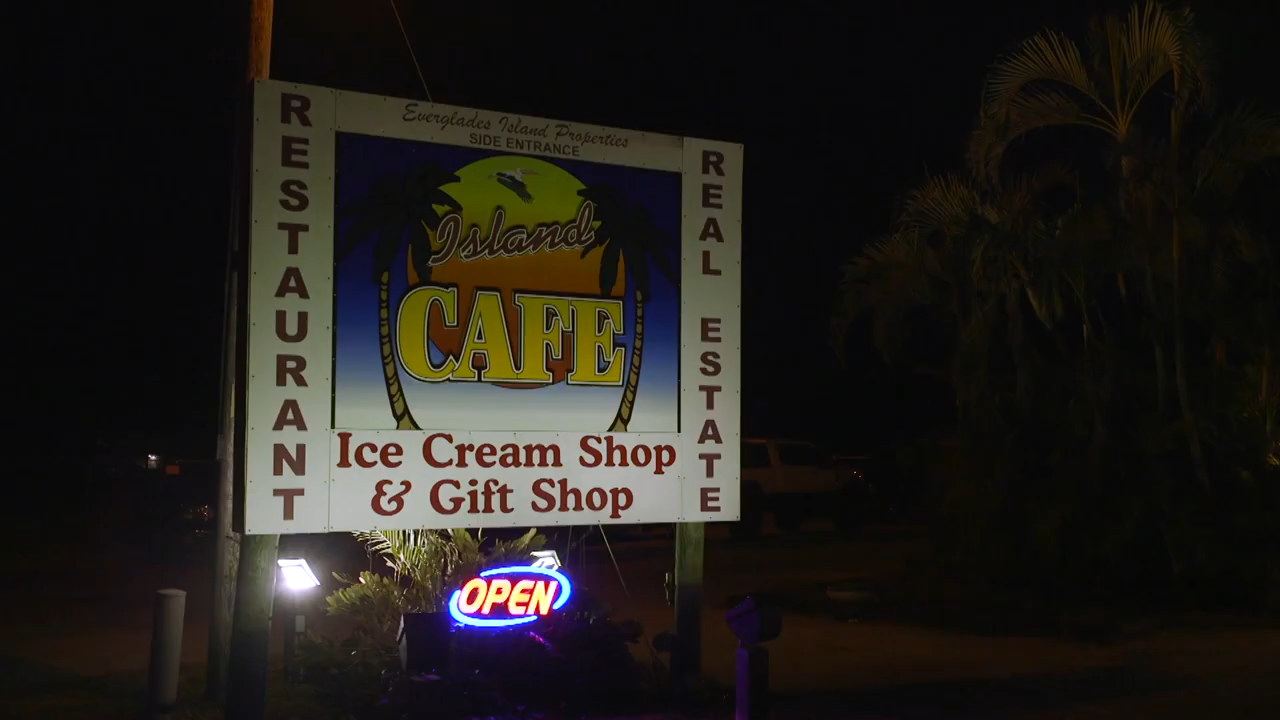 Everglades Island Properties
SIDE ENTRANCE
RESTAURANT
Island
CAFE
REAL ESTATE
Ice Cream Shop
& Gift Shop
OPEN